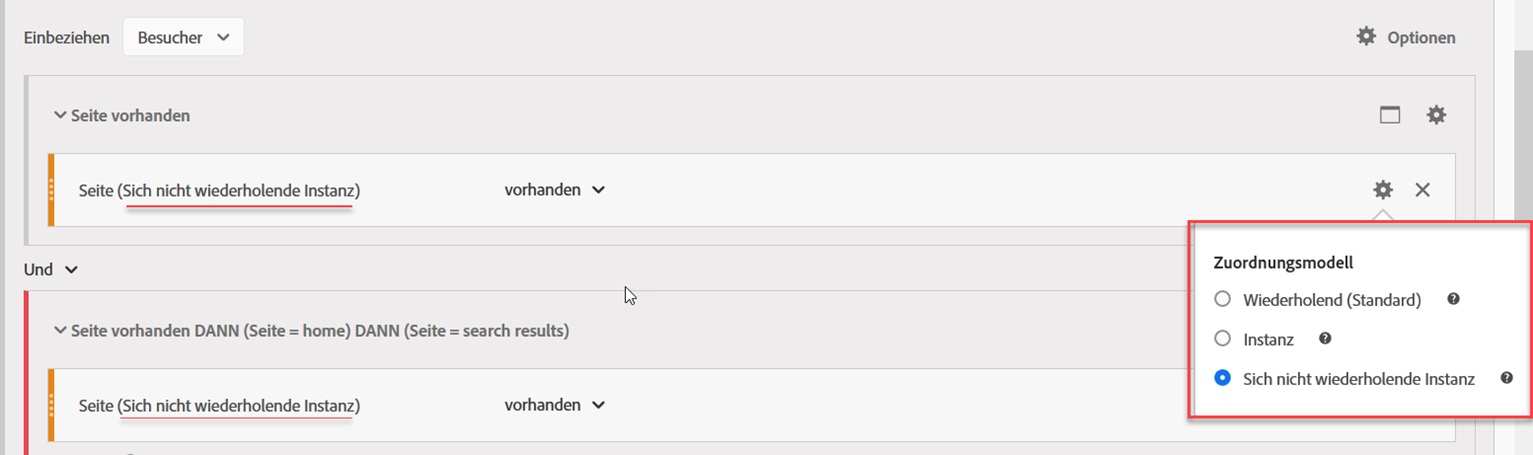 Einbeziehen Besucher Optionen
Seite vorhanden
Seite (Sich nicht wiederholende Instanz) vorhanden
Zuordnungsmodell
Wiederholend (Standard)
Instanz
Sich nicht wiederholende Instanz
Und
Seite vorhanden DANN (Seite = home) DANN (Seite = search results)
Seite (Sich nicht wiederholende Instanz) vorhanden